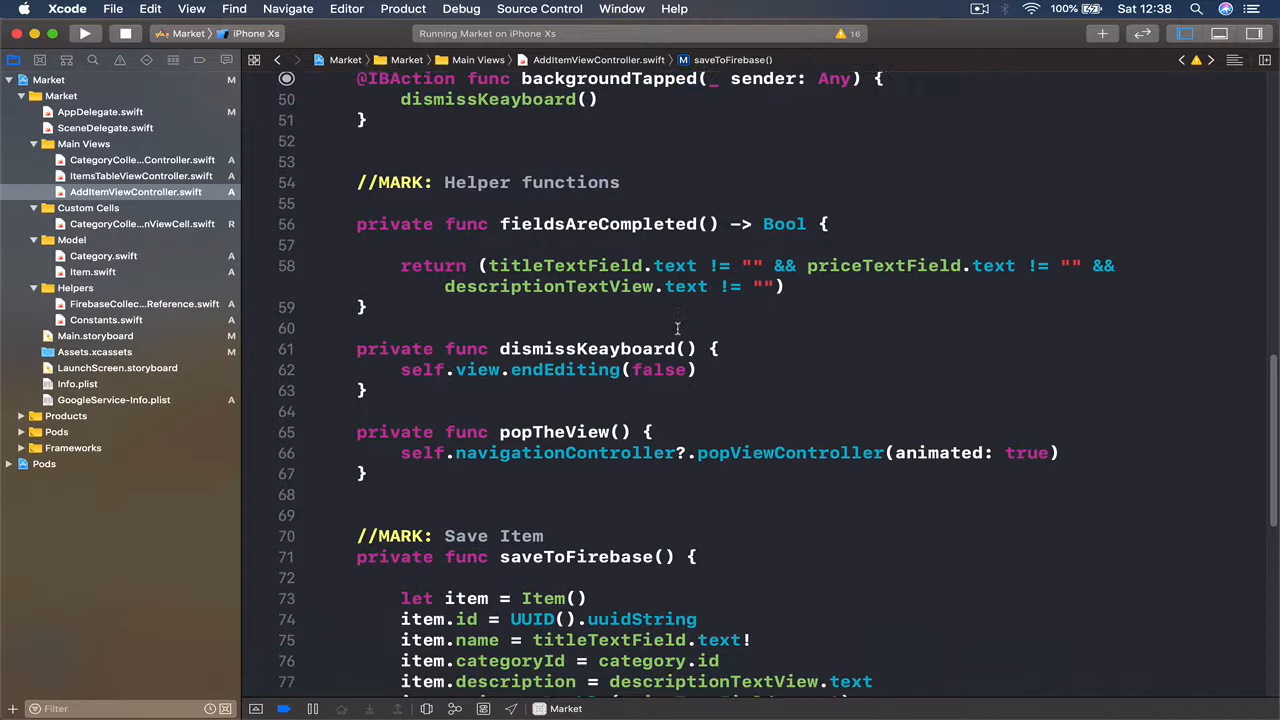 Xcode File Edit View Find Navigate Editor Product Debug Source Control Window Help 100% Sat 12:38
Market iPhone Xs Running Market on iPhone Xs 16
Market Market Main Views AddItemViewController.swift M saveToFirebase()
Market M
Market
AppDelegate.swift M
SceneDelegate.swift
Main Views
CategoryColle...Controller.swift A
ItemsTableViewController.swift A
AddItemViewController.swift A
Custom Cells
CategoryColle...nViewCell.swift R
Model
Category.swift A
Item.swift A
Helpers
FirebaseCollec...Reference.swift A
Constants.swift A
Main.storyboard M
Assets.xcassets M
LaunchScreen.storyboard
Info.plist
GoogleService-Info.plist A
Products
Pods
Frameworks
Pods
@IBAction func backgroundTapped(_ sender: Any) {
50 dismissKeayboard()
51 }
52
53
54 //MARK: Helper functions
55
56 private func fieldsAreCompleted() -> Bool {
57
58 return (titleTextField.text != "" && priceTextField.text != "" &&
descriptionTextView.text != "")
59 }
60
61 private func dismissKeayboard() {
62 self.view.endEditing(false)
63 }
64
65 private func popTheView() {
66 self.navigationController?.popViewController(animated: true)
67 }
68
69
70 //MARK: Save Item
71 private func saveToFirebase() {
72
73 let item = Item()
74 item.id = UUID().uuidString
75 item.name = titleTextField.text!
76 item.categoryId = category.id
77 item.description = descriptionTextView.text
Filter Market